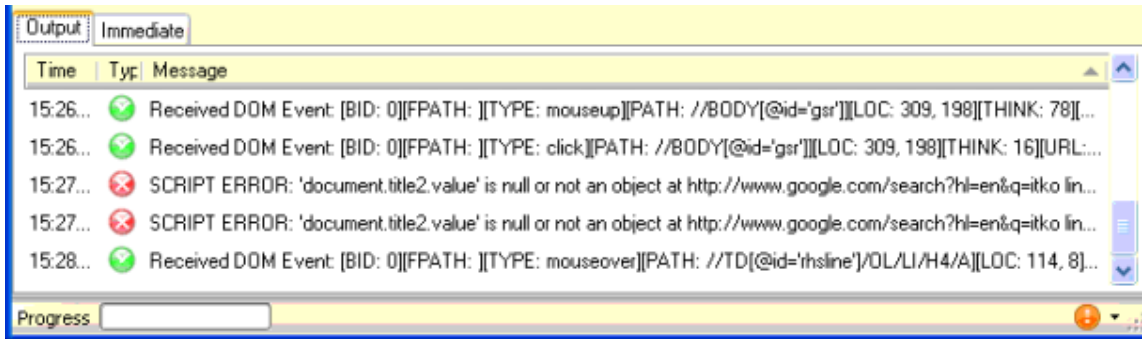 Output Immediate
Time Typ Message
15:26... Received DOM Event: [BID: 0][FPATH: ][TYPE: mouseup][PATH: //BODY[@id='gsr']][LOC: 309, 198][THINK: 78][...
15:26... Received DOM Event: [BID: 0][FPATH: ][TYPE: click][PATH: //BODY[@id='gsr']][LOC: 309, 198][THINK: 16][URL:...
15:27... SCRIPT ERROR: 'document.title2.value' is null or not an object at http://www.google.com/search?hl=en&q=itko lin...
15:27... SCRIPT ERROR: 'document.title2.value' is null or not an object at http://www.google.com/search?hl=en&q=itko lin...
15:28... Received DOM Event: [BID: 0][FPATH: ][TYPE: mouseover][PATH: //TD[@id='rhsline']/OL/LI/H4/A][LOC: 114, 8]...
Progress